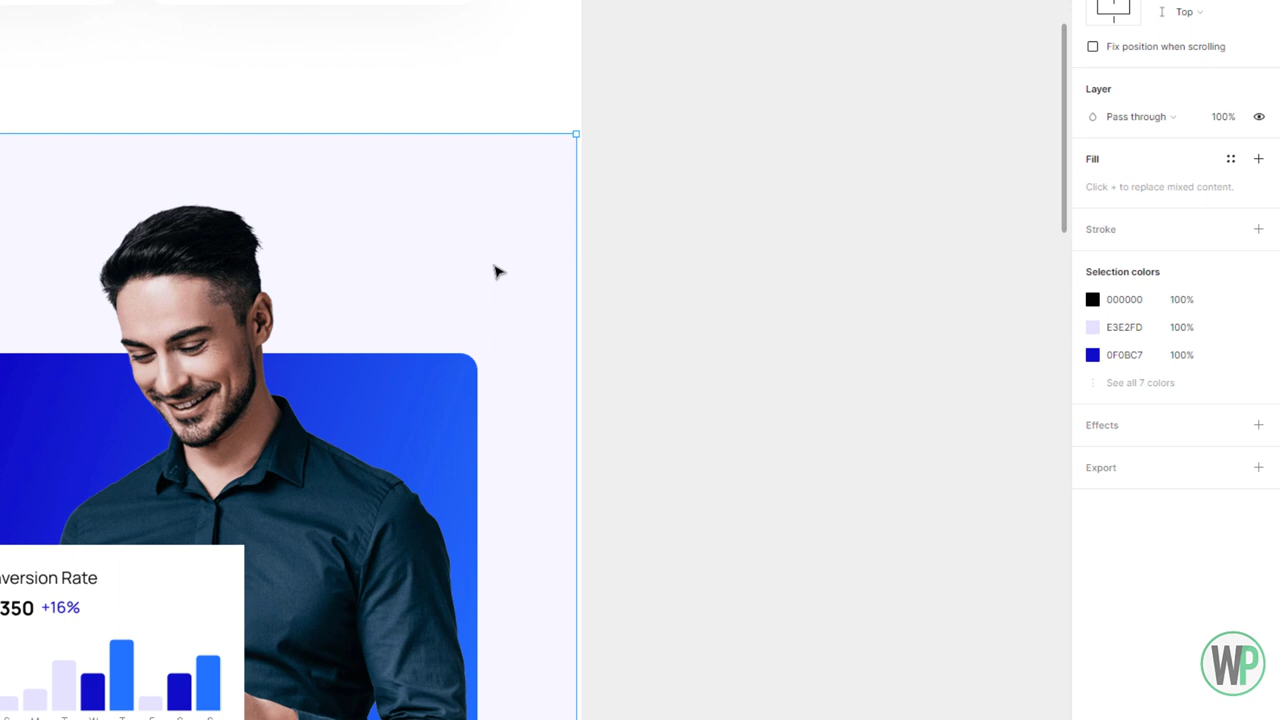 Top
Fix position when scrolling
Layer
Pass through 100%
Fill
Click + to replace mixed content.
Stroke
Selection colors
000000 100%
E3E2FD 100%
0F0BC7 100%
See all 7 colors
Effects
Export
version Rate
350 +16%
WP